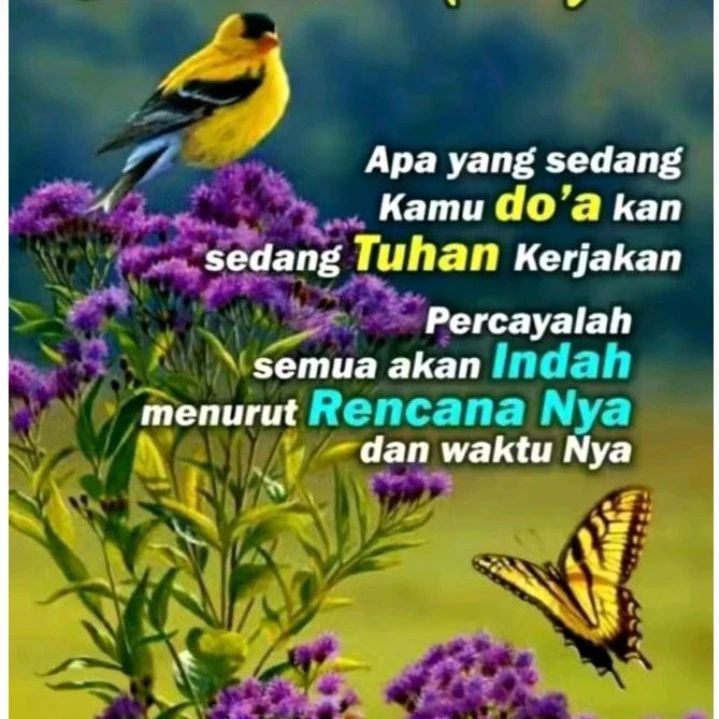 Apa yang sedang
Kamu do'a kan
sedang Tuhan Kerjakan
Percayalah
semua akan Indah
menurut Rencana Nya
dan waktu Nya